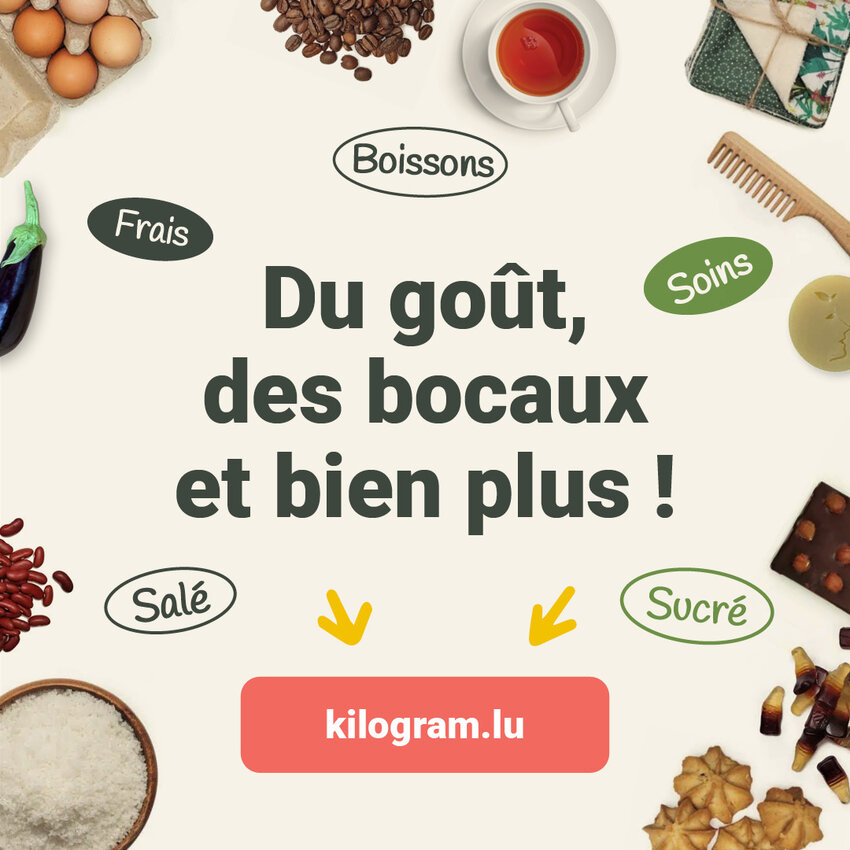 Boissons
Frais
Soins
Du goût,
des bocaux
et bien plus !
Salé
Sucré
kilogram.lu